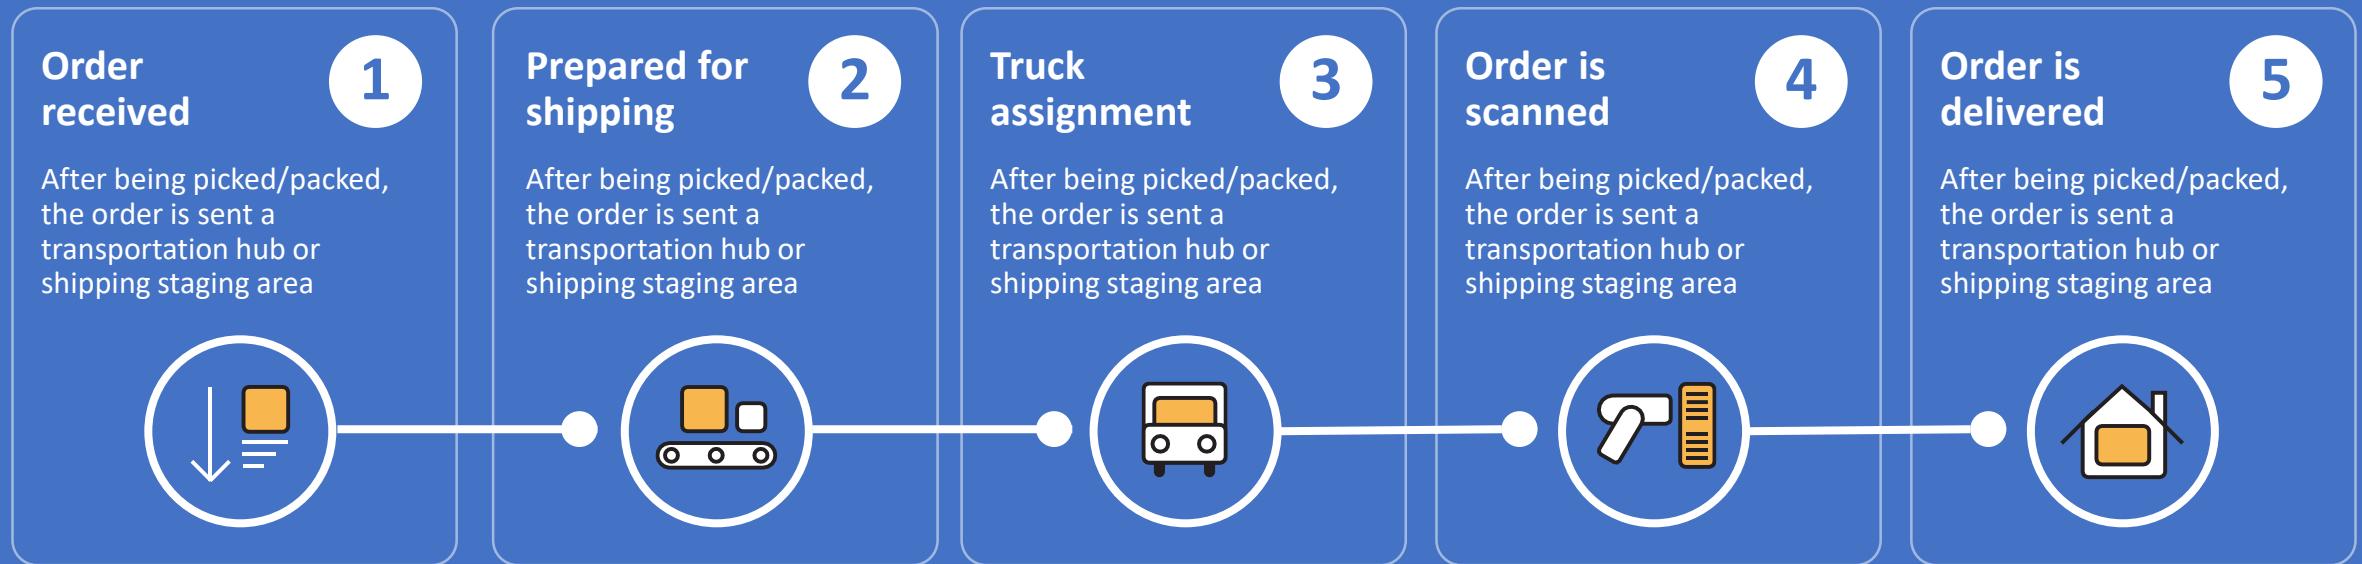 Order
received
1
After being picked/packed,
the order is sent a
transportation hub or
shipping staging area
Prepared for
shipping
2
After being picked/packed,
the order is sent a
transportation hub or
shipping staging area
Truck
assignment
3
After being picked/packed,
the order is sent a
transportation hub or
shipping staging area
Order is
scanned
4
After being picked/packed,
the order is sent a
transportation hub or
shipping staging area
Order is
delivered
5
After being picked/packed,
the order is sent a
transportation hub or
shipping staging area